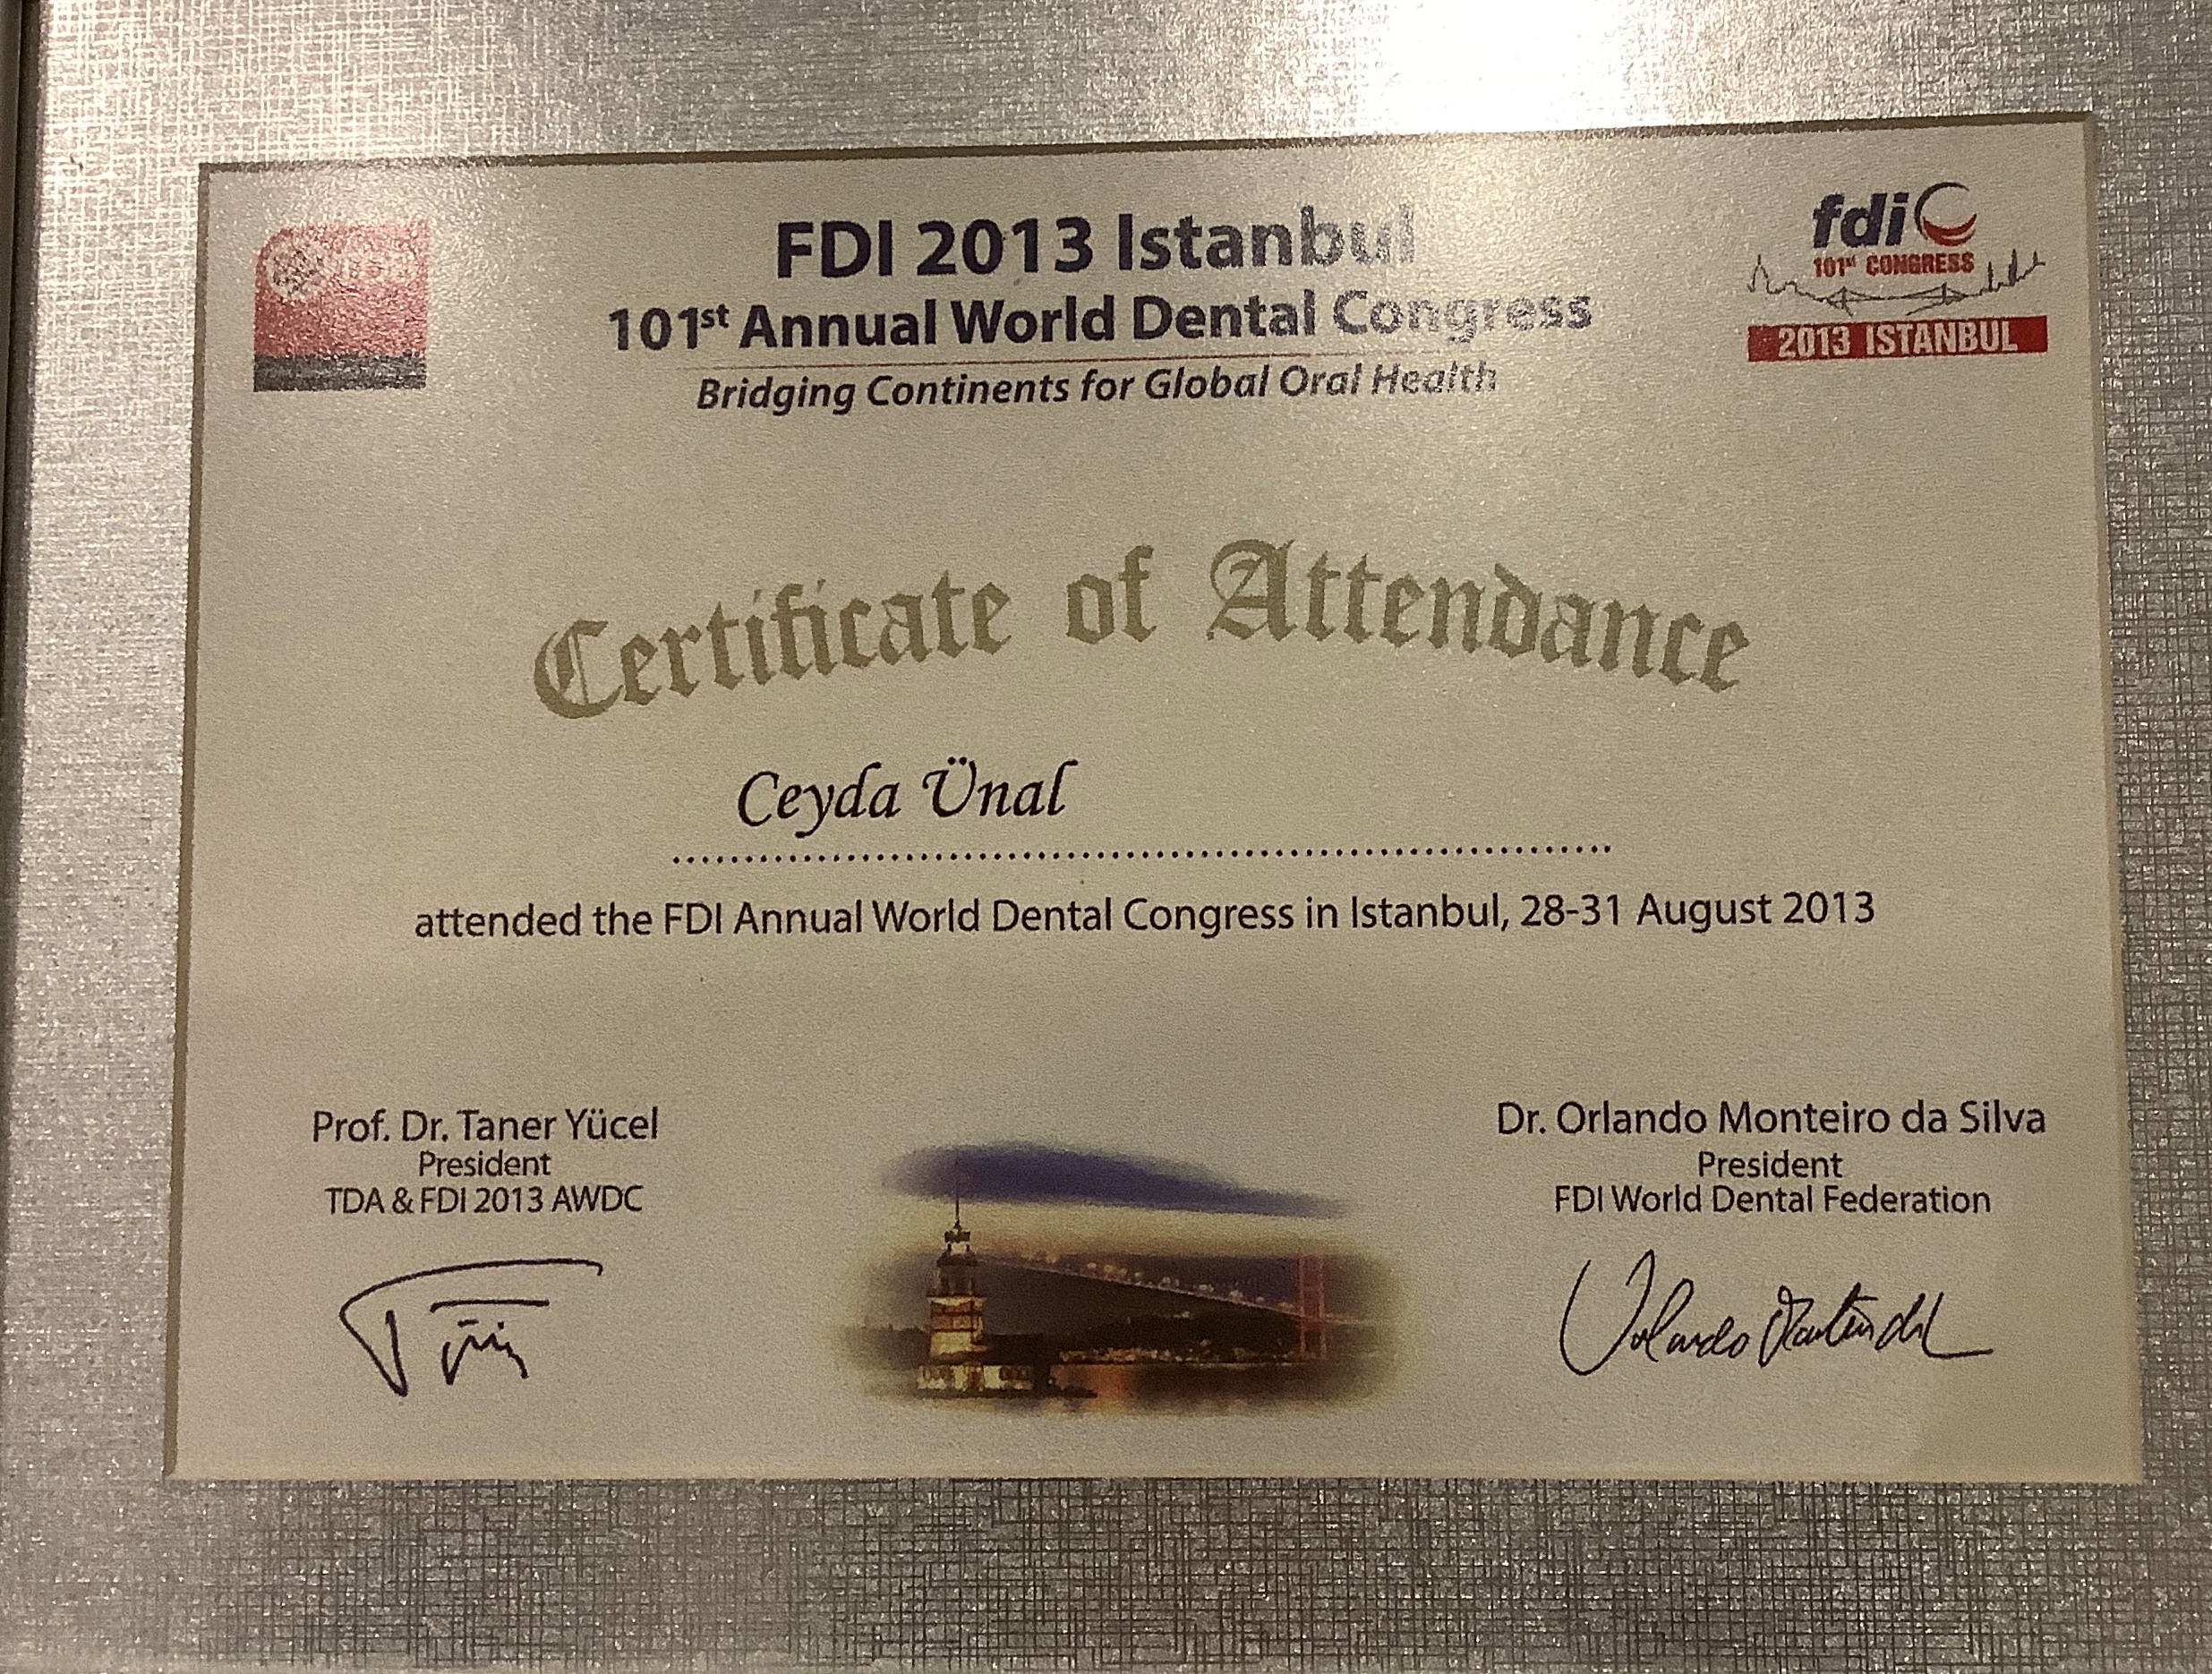 FDI 2013 Istanbul
101st Annual World Dental Congress
Bridging Continents for Global Oral Health
fdi
101st CONGRESS
2013 ISTANBUL
Certificate of Attendance
Ceyda Ünal
attended the FDI Annual World Dental Congress in Istanbul, 28-31 August 2013
Prof. Dr. Taner Yücel
President
TDA & FDI 2013 AWDC
Dr. Orlando Monteiro da Silva
President
FDI World Dental Federation